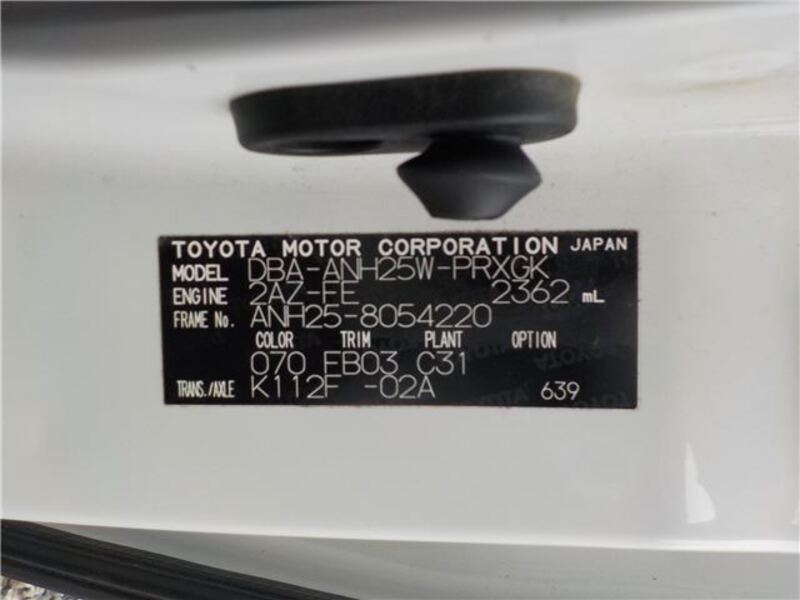 TOYOTA MOTOR CORPORATION JAPAN
MODEL DBA-ANH25W-PRXGK
ENGINE 2AZ-FE 2362 mL
FRAME No. ANH25-8054220
COLOR TRIM PLANT OPTION
070 FB03 C31
TRANS./AXLE K112F -02A 639